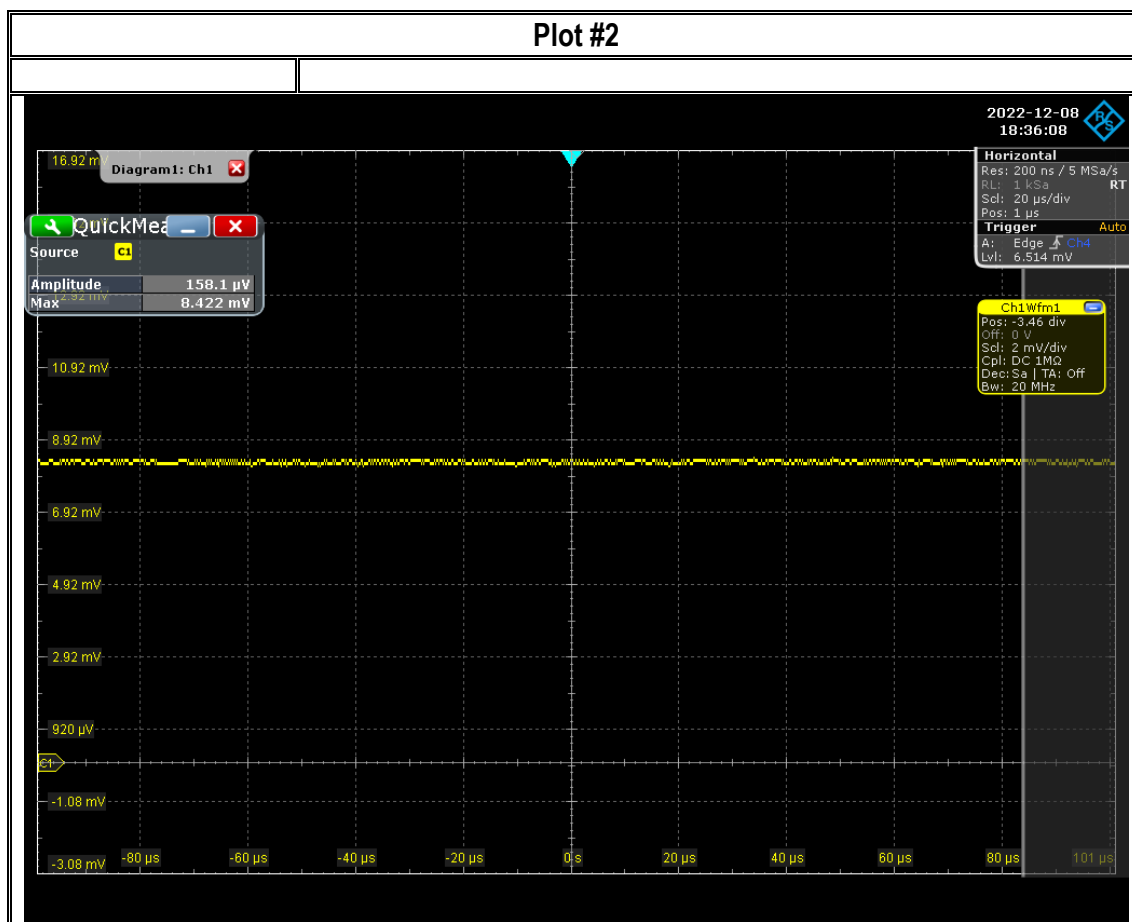 Plot #2
2022-12-08
18:36:08
Horizontal
Res: 200 ns / 5 MSa/s
RL: 1 kSa RT
Scl: 20 µs/div
Pos: 1 µs
Trigger Auto
A: Edge Ch4
Lvl: 6.514 mV
16.92 mV
Diagram1: Ch1
QuickMea
Source C1
Amplitude 158.1 µV
Max 8.422 mV
12.92 mV
Ch1Wfm1
Pos: -3.46 div
Off: 0 V
Scl: 2 mV/div
Cpl: DC 1MΩ
Dec: Sa | TA: Off
Bw: 20 MHz
10.92 mV
8.92 mV
6.92 mV
4.92 mV
2.92 mV
920 µV
C1
-1.08 mV
-3.08 mV
-80 µs -60 µs -40 µs -20 µs 0 s 20 µs 40 µs 60 µs 80 µs 101 µs